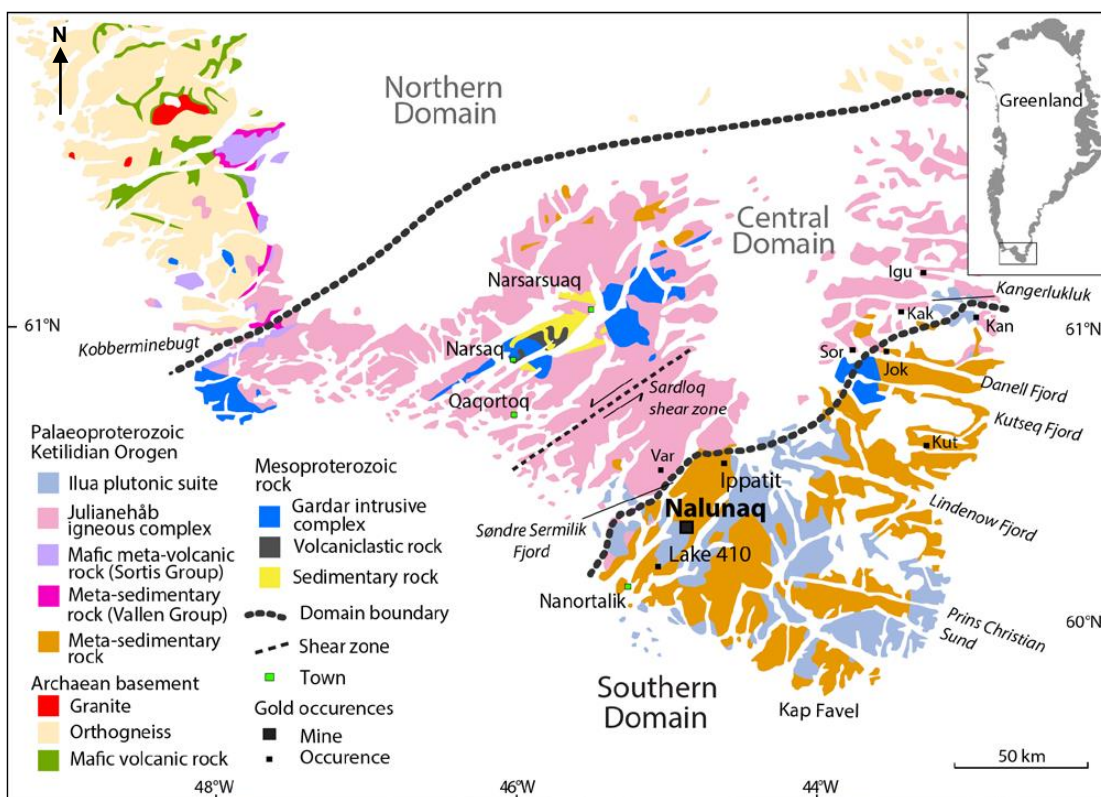 N
Northern
Domain
Greenland
Central
Domain
Igu
Kangerlukluk
Narsarsuaq
Kak
Kan
61°N
61°N
Kobberminebugt
Narsaq
Sor
Jok
Sardloq
shear zone
Danell Fjord
Qaqortoq
Kutseq Fjord
Var
Kut
Ippatit
Nalunaq
Søndre Sermilik
Fjord
Lindenow Fjord
Lake 410
Nanortalik
Prins Christian
Sund
60°N
Southern
Domain
Kap Favel
Palaeoproterozoic
Ketilidian Orogen
Ilua plutonic suite
Julianehåb
igneous complex
Mafic meta-volcanic
rock (Sortis Group)
Meta-sedimentary
rock (Vallen Group)
Meta-sedimentary
rock
Archaean basement
Granite
Orthogneiss
Mafic volcanic rock
Mesoproterozoic
rock
Gardar intrusive
complex
Volcaniclastic rock
Sedimentary rock
Domain boundary
Shear zone
Town
Gold occurences
Mine
Occurence
50 km
48°W
46°W
44°W